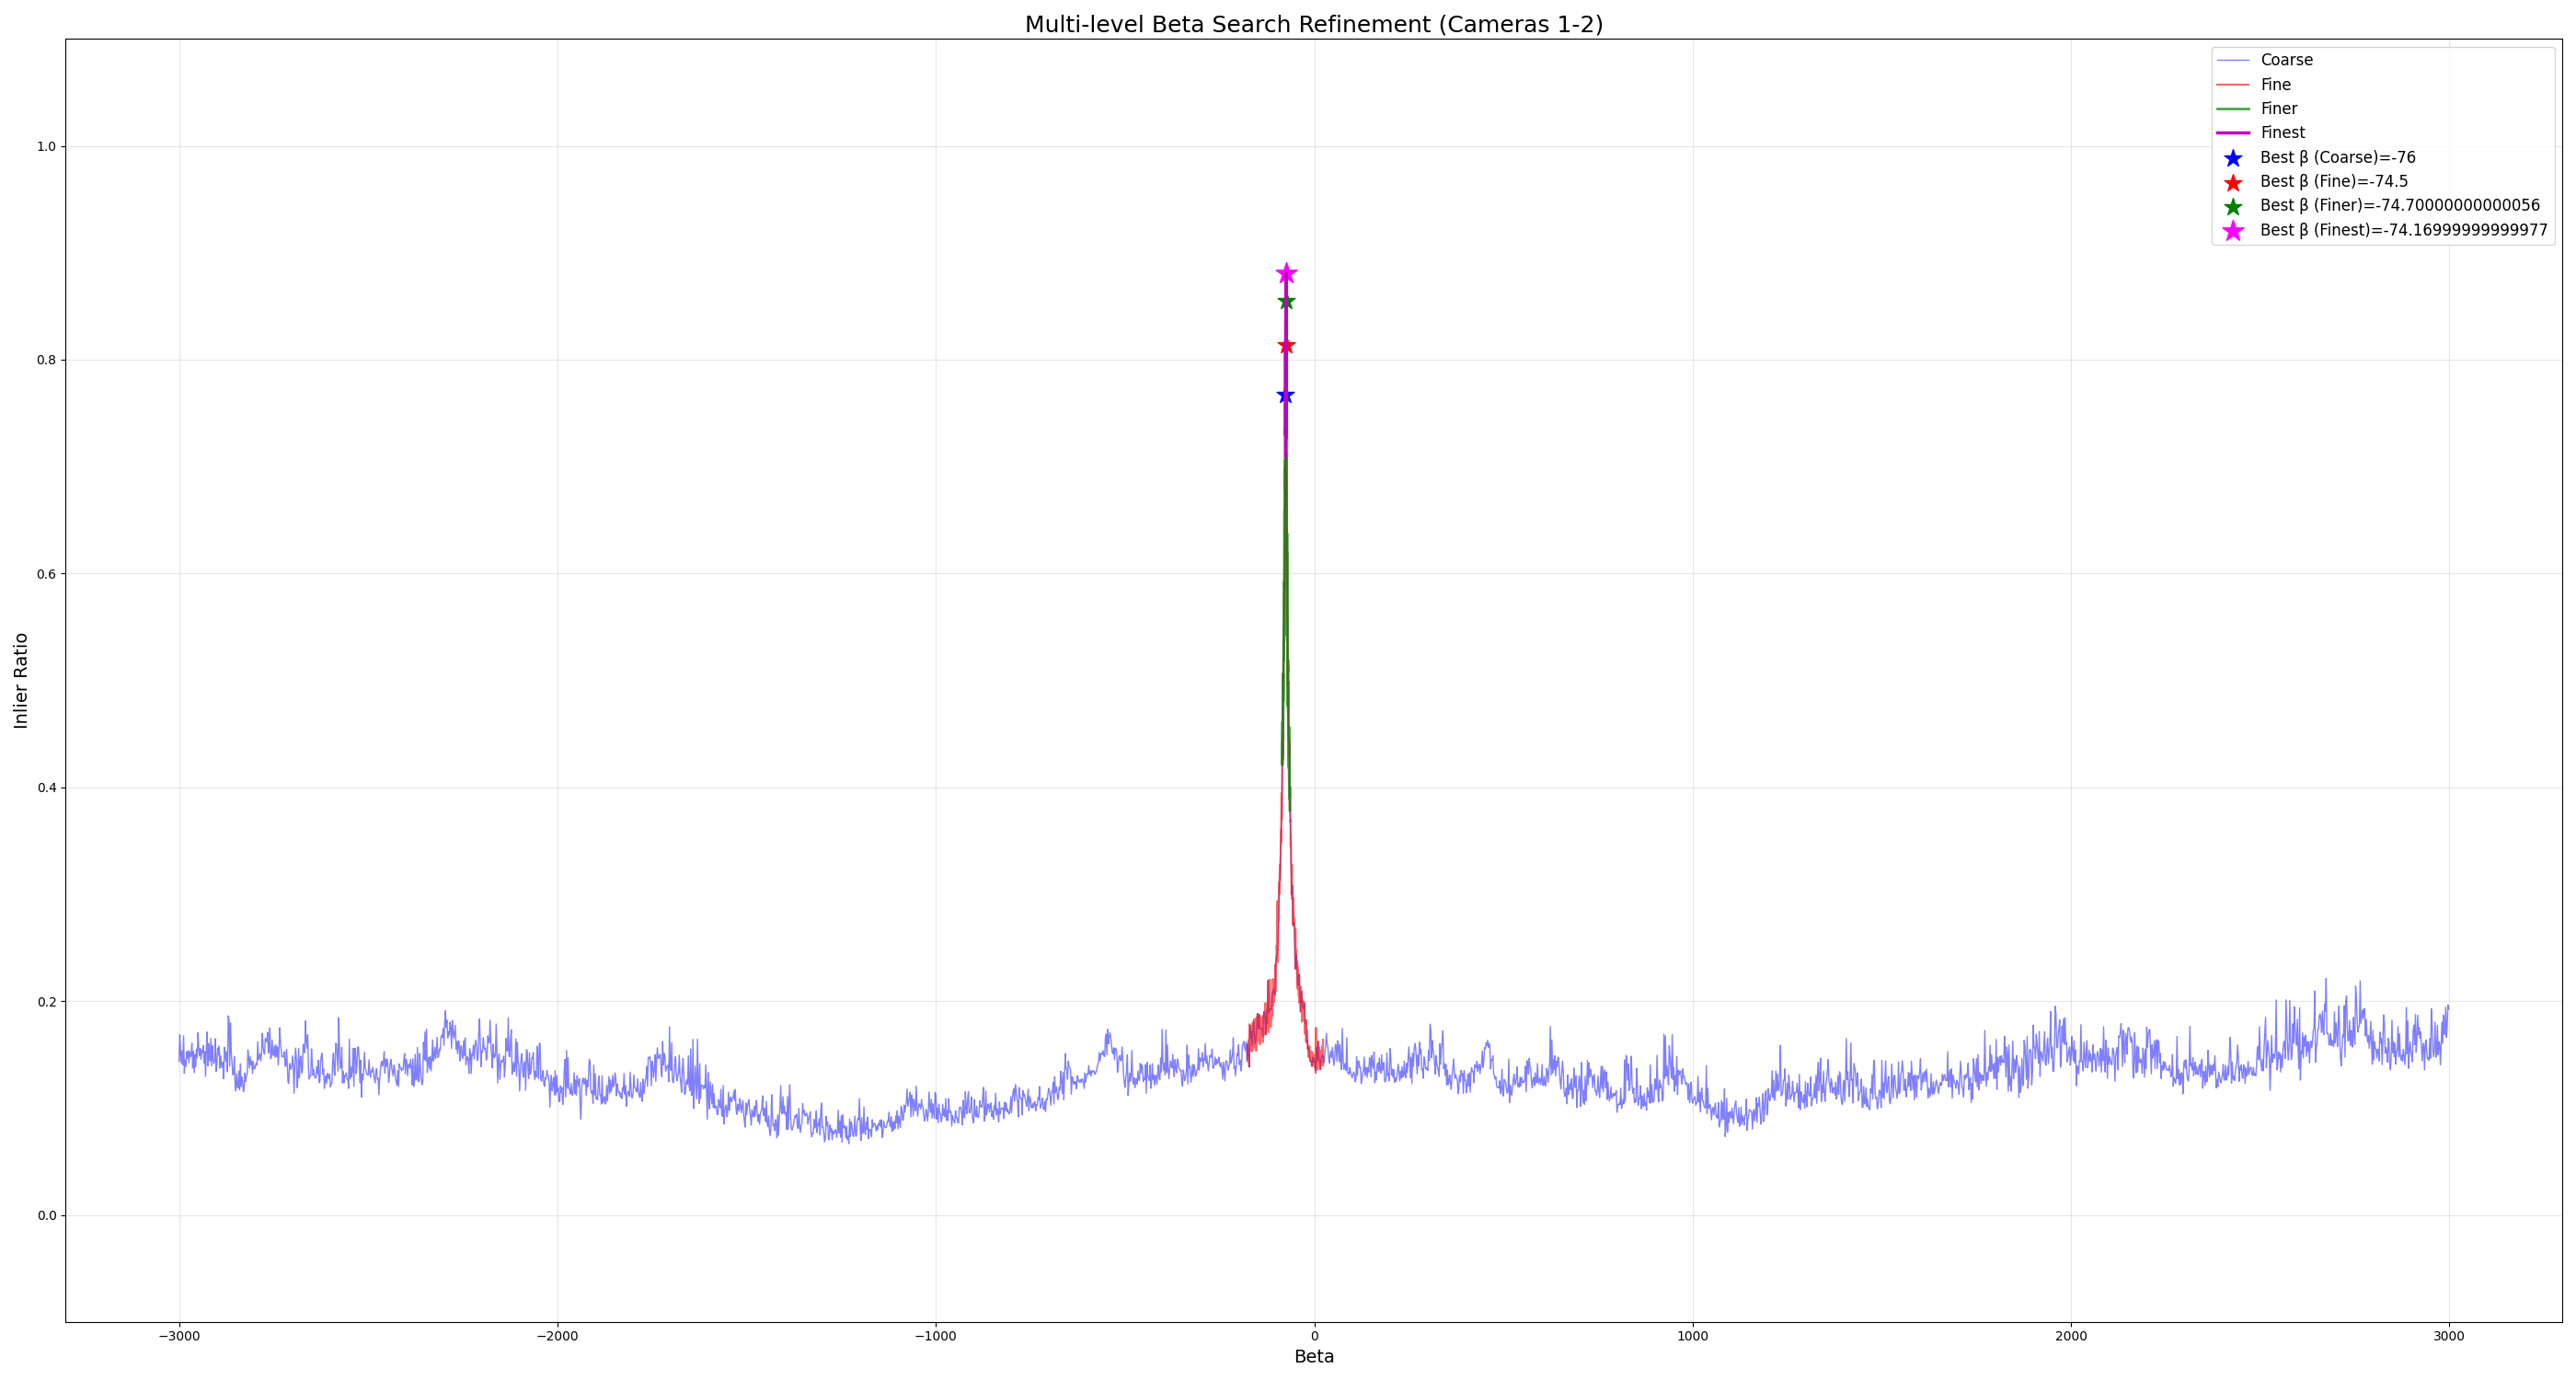 Multi-level Beta Search Refinement (Cameras 1-2)
Coarse
Fine
Finer
Finest
Best β (Coarse)=-76
Best β (Fine)=-74.5
Best β (Finer)=-74.70000000000056
Best β (Finest)=-74.16999999999977
Inlier Ratio
1.0
0.8
0.6
0.4
0.2
0.0
−3000
−2000
−1000
0
1000
2000
3000
Beta